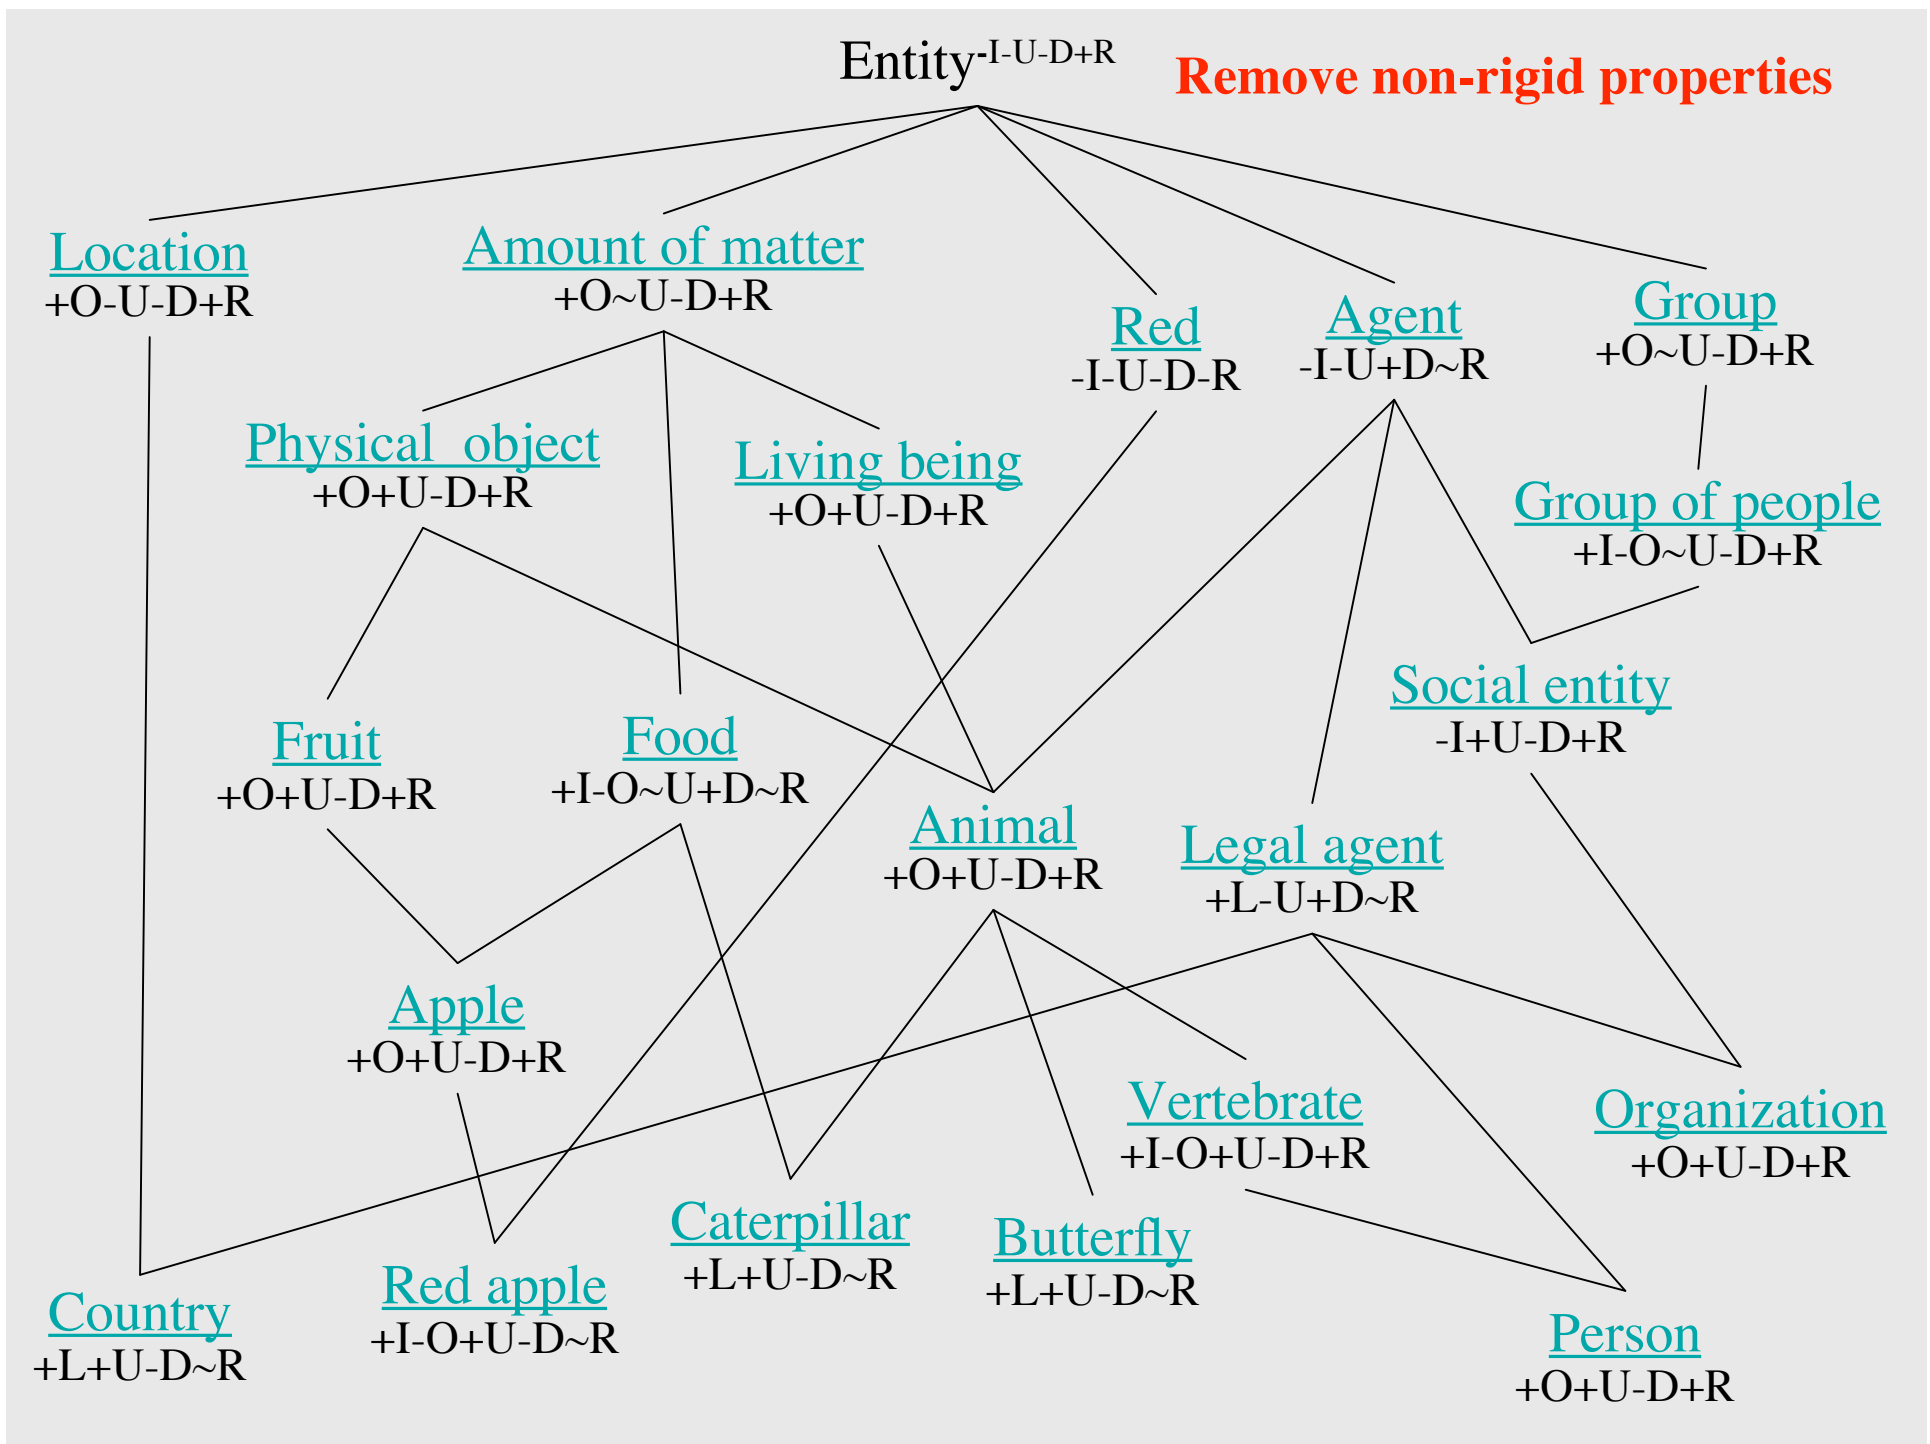 Entity-I-U-D+R
Remove non-rigid properties
Location
+O-U-D+R
Amount of matter
+O~U-D+R
Red
-I-U-D-R
Agent
-I-U+D~R
Group
+O~U-D+R
Physical object
+O+U-D+R
Living being
+O+U-D+R
Group of people
+I-O~U-D+R
Social entity
-I+U-D+R
Fruit
+O+U-D+R
Food
+I-O~U+D~R
Animal
+O+U-D+R
Legal agent
+L-U+D~R
Apple
+O+U-D+R
Vertebrate
+I-O+U-D+R
Organization
+O+U-D+R
Country
+L+U-D~R
Red apple
+I-O+U-D~R
Caterpillar
+L+U-D~R
Butterfly
+L+U-D~R
Person
+O+U-D+R